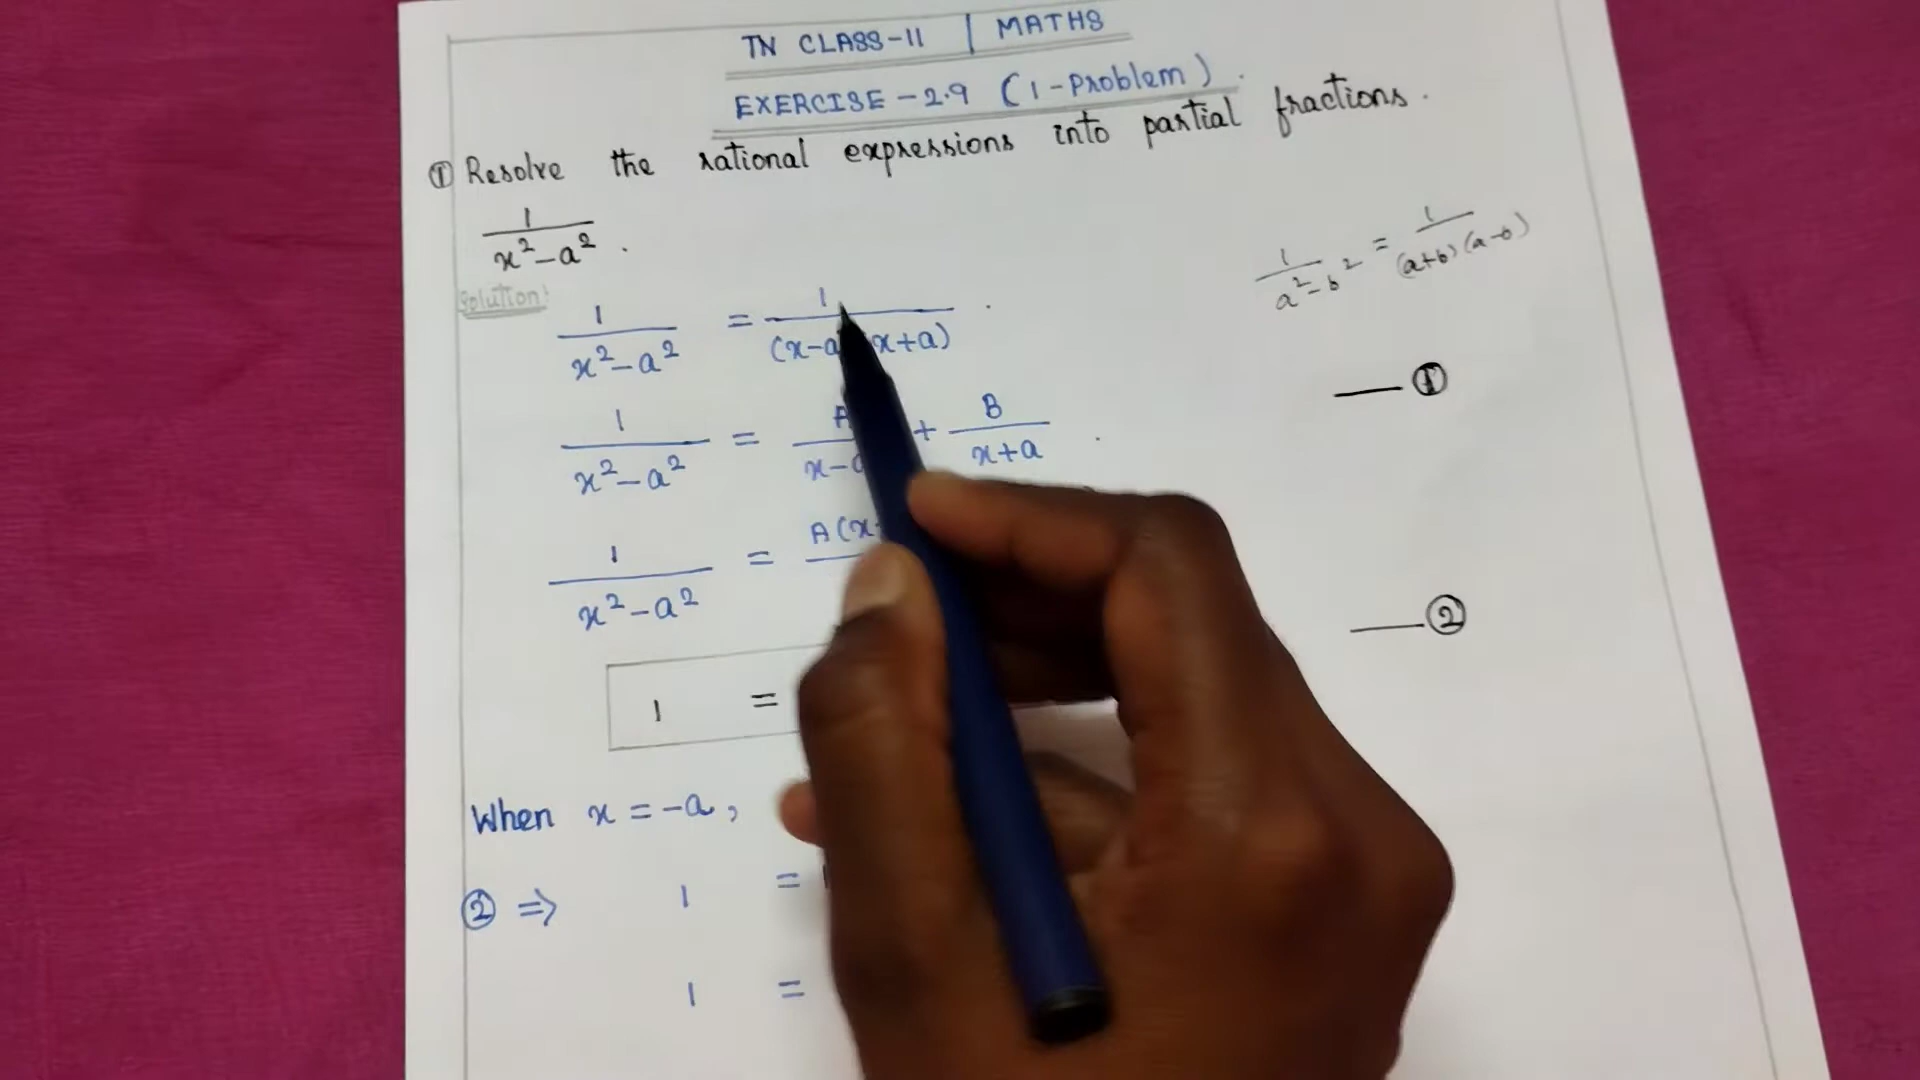 TN CLASS-11 | MATHS
EXERCISE-2.9 (1-Problem).
① Resolve the rational expressions into partial fractions.
1/(x²-a²).
Solution:
1/(x²-a²) = 1/((x-a)(x+a)).
1/(a²-b²) = 1/((a+b)(a-b))
1/(x²-a²) = A/(x-a) + B/(x+a). —①
1/(x²-a²) = A(x
1 = —②
When x = -a,
② ⇒ 1 =
1 =